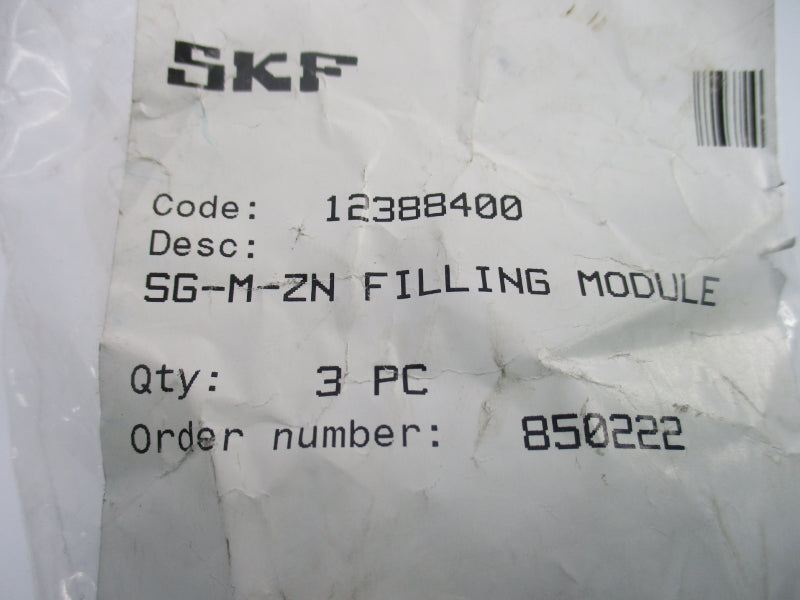 SKF
Code: 12388400
Desc:
SG-M-ZN FILLING MODULE
Qty: 3 PC
Order number: 850222